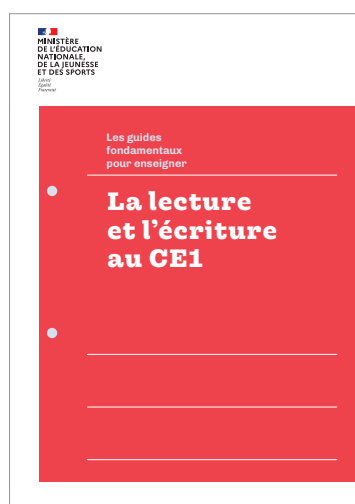 MINISTÈRE
DE L'ÉDUCATION
NATIONALE,
DE LA JEUNESSE
ET DES SPORTS
Liberté
Égalité
Fraternité
Les guides
fondamentaux
pour enseigner
La lecture
et l'écriture
au CE1